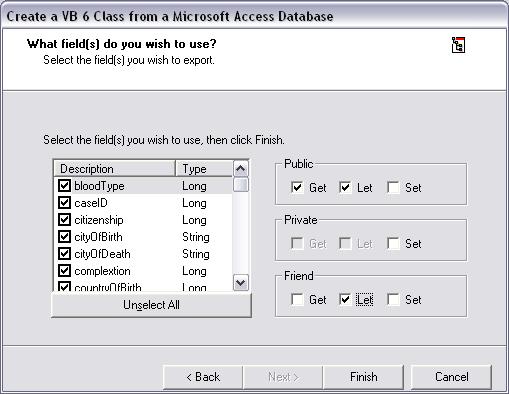 Create a VB 6 Class from a Microsoft Access Database
What field(s) do you wish to use?
Select the field(s) you wish to export.
Select the field(s) you wish to use, then click Finish.
Description Type
bloodType Long
caseID Long
citizenship Long
cityOfBirth String
cityOfDeath String
complextion Long
countryOfBirth Long
Unselect All
Public
Get Let Set
Private
Get Let Set
Friend
Get Let Set
< Back Next > Finish Cancel